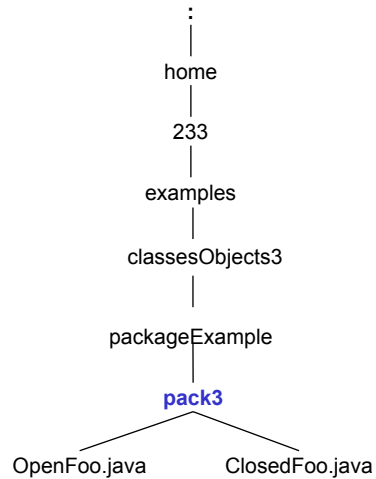 :
home
233
examples
classesObjects3
packageExample
pack3
OpenFoo.java ClosedFoo.java